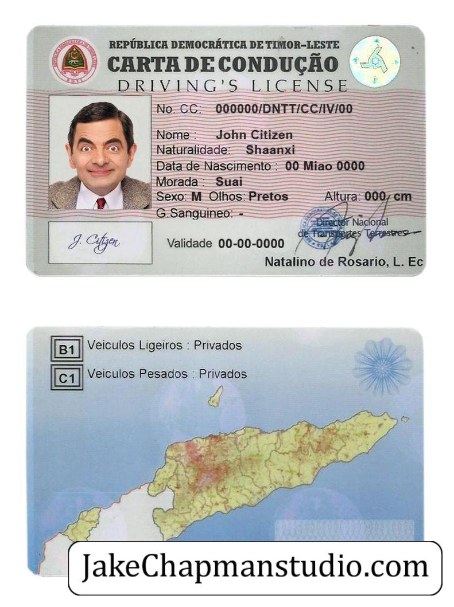 REPÚBLICA DEMOCRÁTICA DE TIMOR-LESTE
CARTA DE CONDUÇÃO
DRIVING'S LICENSE
No. CC: 000000/DNTT/CC/IV/00
Nome : John Citizen
Naturalidade: Shaanxi
Data de Nascimento : 00 Miao 0000
Morada : Suai
Sexo: M Olhos: Pretos Altura: 000, cm
G.Sanguineo: -
Director Nacional
de Transportes Terrestres
J. Citizen
Validade 00-00-0000
Natalino de Rosario, L. Ec
B1 Veiculos Ligeiros : Privados
C1 Veiculos Pesados : Privados
JakeChapmanstudio.com